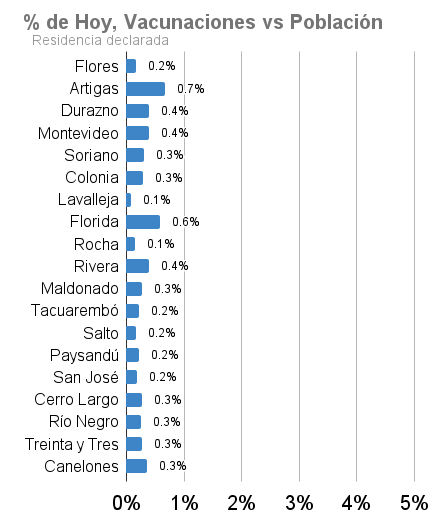 % de Hoy, Vacunaciones vs Población
Residencia declarada
Flores 0.2%
Artigas 0.7%
Durazno 0.4%
Montevideo 0.4%
Soriano 0.3%
Colonia 0.3%
Lavalleja 0.1%
Florida 0.6%
Rocha 0.1%
Rivera 0.4%
Maldonado 0.3%
Tacuarembó 0.2%
Salto 0.2%
Paysandú 0.2%
San José 0.2%
Cerro Largo 0.3%
Río Negro 0.3%
Treinta y Tres 0.3%
Canelones 0.3%
0% 1% 2% 3% 4% 5%